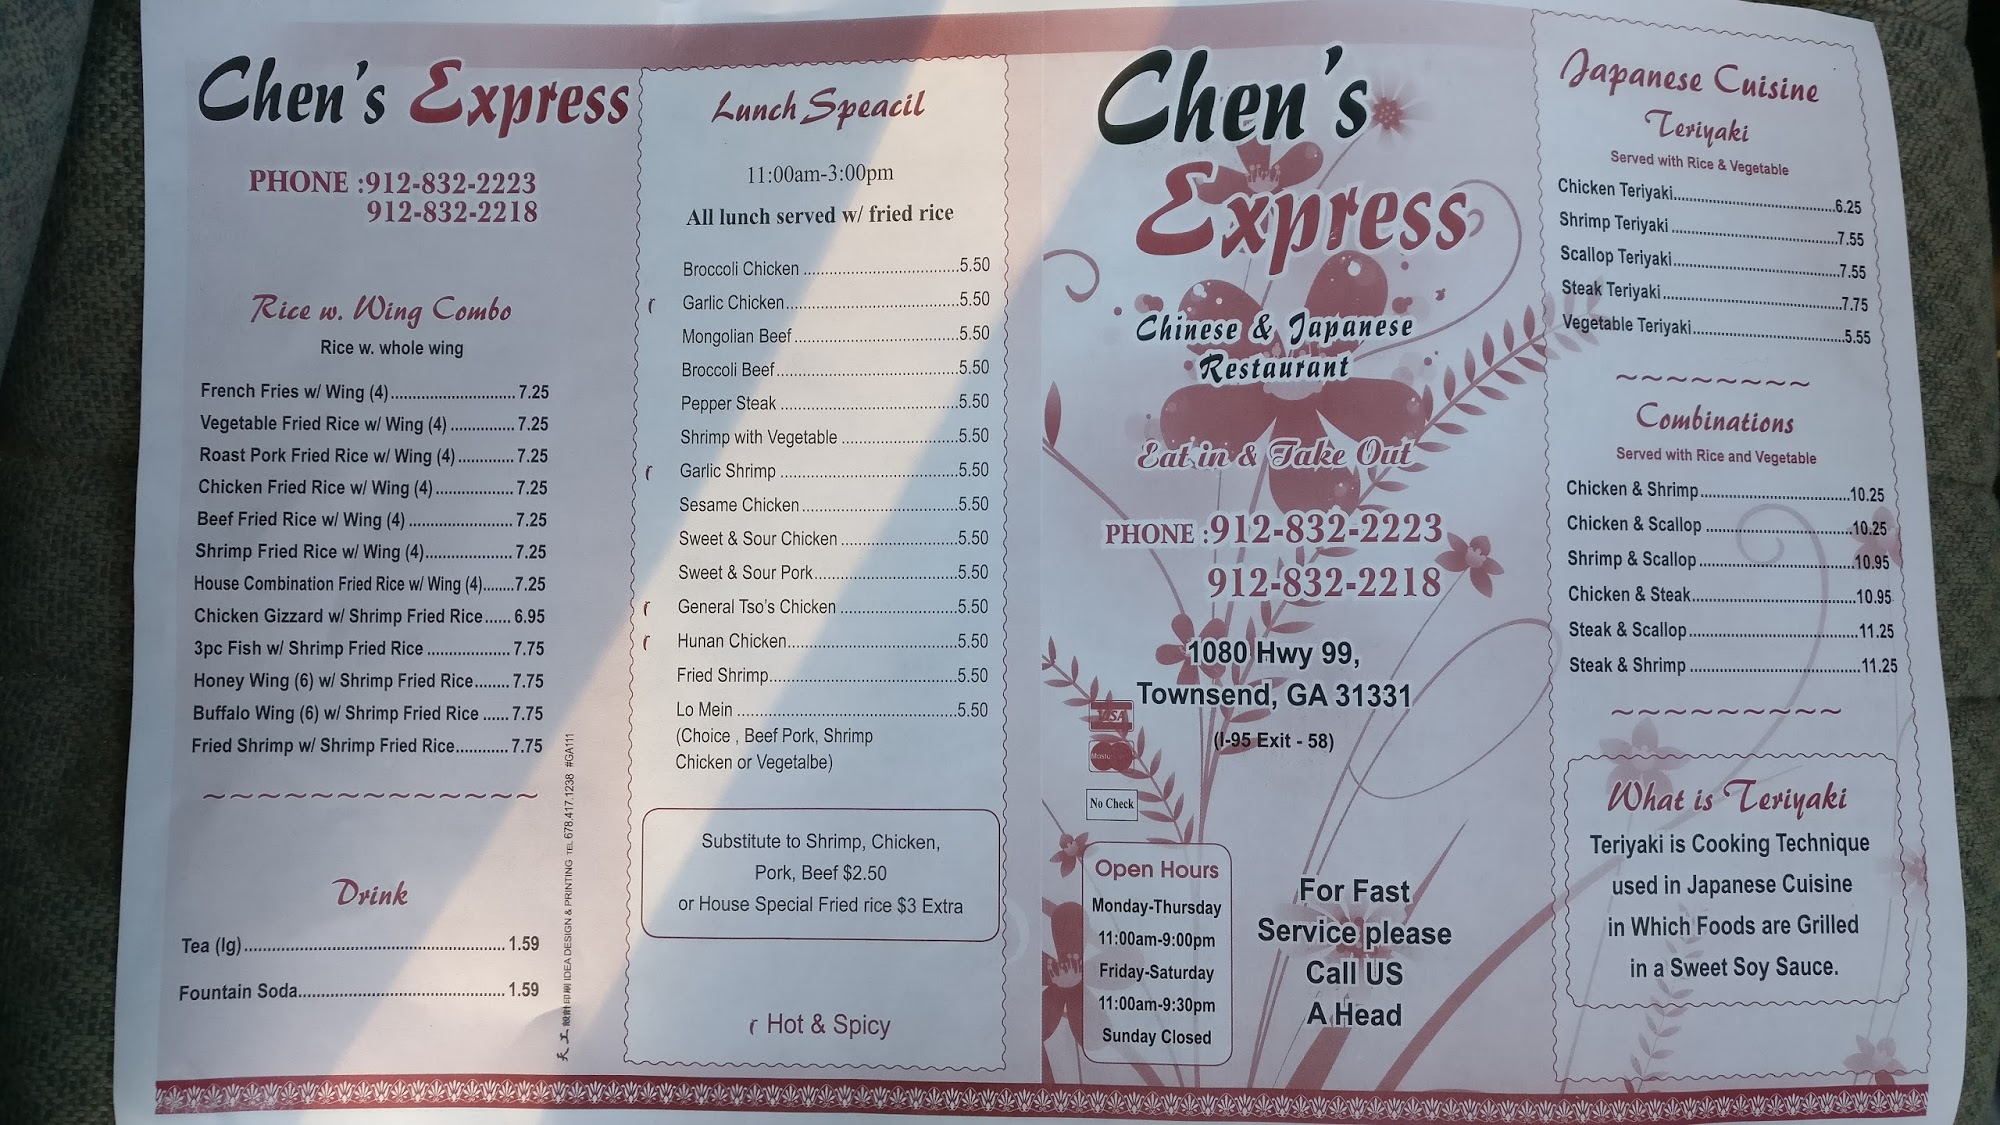 Chen's Express
PHONE :912-832-2223
912-832-2218
Rice w. Wing Combo
Rice w. whole wing
French Fries w/ Wing (4)............................ 7.25
Vegetable Fried Rice w/ Wing (4) .............. 7.25
Roast Pork Fried Rice w/ Wing (4)............ 7.25
Chicken Fried Rice w/ Wing (4)................. 7.25
Beef Fried Rice w/ Wing (4) ....................... 7.25
Shrimp Fried Rice w/ Wing (4).................... 7.25
House Combination Fried Rice w/ Wing (4)....... 7.25
Chicken Gizzard w/ Shrimp Fried Rice...... 6.95
3pc Fish w/ Shrimp Fried Rice ................... 7.75
Honey Wing (6) w/ Shrimp Fried Rice........ 7.75
Buffalo Wing (6) w/ Shrimp Fried Rice ...... 7.75
Fried Shrimp w/ Shrimp Fried Rice............ 7.75
Drink
Tea (lg)......................................................... 1.59
Fountain Soda.............................................. 1.59
天工設計印刷 IDEA DESIGN & PRINTING TEL 678.417.1238 #GA111
Lunch Speacil
11:00am-3:00pm
All lunch served w/ fried rice
Broccoli Chicken ...................................5.50
Garlic Chicken.......................................5.50
Mongolian Beef.....................................5.50
Broccoli Beef.........................................5.50
Pepper Steak ........................................5.50
Shrimp with Vegetable ..........................5.50
Garlic Shrimp ........................................5.50
Sesame Chicken...................................5.50
Sweet & Sour Chicken ..........................5.50
Sweet & Sour Pork................................5.50
General Tso's Chicken ..........................5.50
Hunan Chicken......................................5.50
Fried Shrimp..........................................5.50
Lo Mein .................................................5.50
(Choice , Beef Pork, Shrimp
Chicken or Vegetalbe)
Substitute to Shrimp, Chicken,
Pork, Beef $2.50
or House Special Fried rice $3 Extra
Hot & Spicy
Chen's
Express
Chinese & Japanese
Restaurant
Eat in & Take Out
PHONE :912-832-2223
912-832-2218
1080 Hwy 99,
Townsend, GA 31331
(I-95 Exit - 58)
VISA
MasterCard
No Check
Open Hours
Monday-Thursday
11:00am-9:00pm
Friday-Saturday
11:00am-9:30pm
Sunday Closed
For Fast
Service please
Call US
A Head
Japanese Cuisine
Teriyaki
Served with Rice & Vegetable
Chicken Teriyaki.....................................6.25
Shrimp Teriyaki ......................................7.55
Scallop Teriyaki......................................7.55
Steak Teriyaki.........................................7.75
Vegetable Teriyaki...................................5.55
Combinations
Served with Rice and Vegetable
Chicken & Shrimp..................................10.25
Chicken & Scallop .................................10.25
Shrimp & Scallop...................................10.95
Chicken & Steak.....................................10.95
Steak & Scallop......................................11.25
Steak & Shrimp ......................................11.25
What is Teriyaki
Teriyaki is Cooking Technique
used in Japanese Cuisine
in Which Foods are Grilled
in a Sweet Soy Sauce.